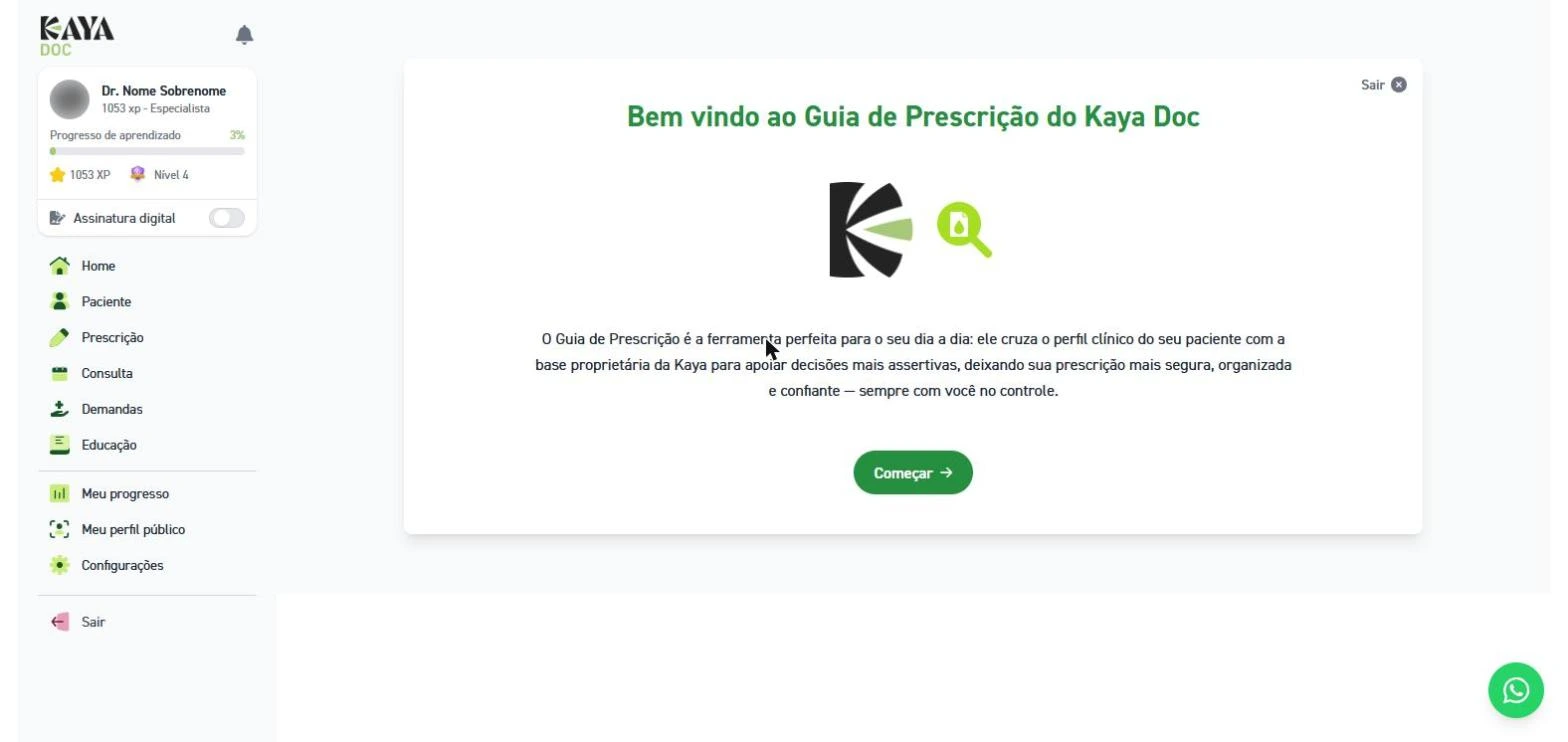 KAYA
DOC
Dr. Nome Sobrenome
1053 xp - Especialista
Progresso de aprendizado 3%
1053 XP Nível 4
Assinatura digital
Home
Paciente
Prescrição
Consulta
Demandas
Educação
Meu progresso
Meu perfil público
Configurações
Sair
Sair
Bem vindo ao Guia de Prescrição do Kaya Doc
O Guia de Prescrição é a ferramenta perfeita para o seu dia a dia: ele cruza o perfil clínico do seu paciente com a
base proprietária da Kaya para apoiar decisões mais assertivas, deixando sua prescrição mais segura, organizada
e confiante — sempre com você no controle.
Começar →